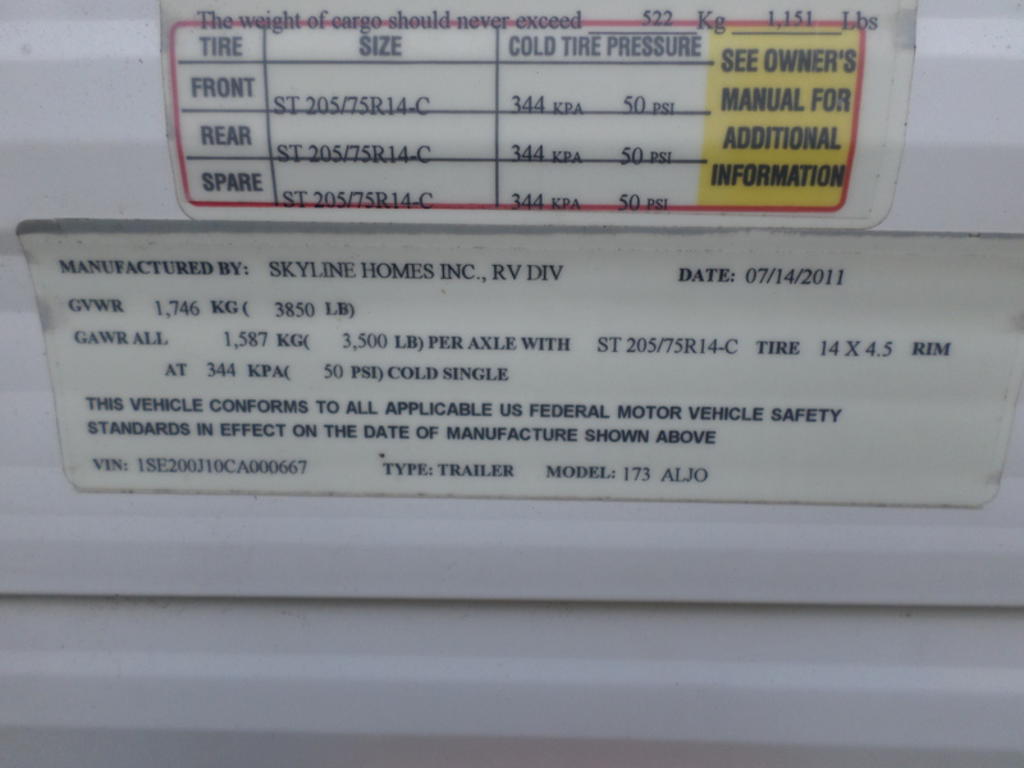 The weight of cargo should never exceed 522 Kg 1,151 Lbs
TIRE SIZE COLD TIRE PRESSURE SEE OWNER'S MANUAL FOR ADDITIONAL INFORMATION
FRONT ST 205/75R14-C 344 KPA 50 PSI
REAR ST 205/75R14-C 344 KPA 50 PSI
SPARE ST 205/75R14-C 344 KPA 50 PSI
MANUFACTURED BY: SKYLINE HOMES INC., RV DIV DATE: 07/14/2011
GVWR 1,746 KG( 3850 LB)
GAWR ALL 1,587 KG( 3,500 LB) PER AXLE WITH ST 205/75R14-C TIRE 14 X 4.5 RIM
AT 344 KPA( 50 PSI) COLD SINGLE
THIS VEHICLE CONFORMS TO ALL APPLICABLE US FEDERAL MOTOR VEHICLE SAFETY
STANDARDS IN EFFECT ON THE DATE OF MANUFACTURE SHOWN ABOVE
VIN: 1SE200J10CA000667 TYPE: TRAILER MODEL: 173 ALJO